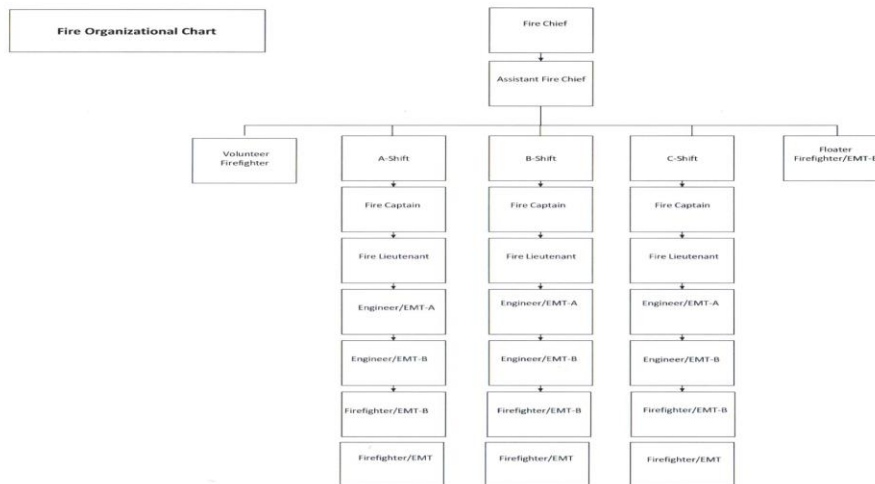 Fire Organizational Chart
Fire Chief
Assistant Fire Chief
Volunteer
Firefighter
A-Shift
B-Shift
C-Shift
Floater
Firefighter/EMT-B
Fire Captain
Fire Captain
Fire Captain
Fire Lieutenant
Fire Lieutenant
Fire Lieutenant
Engineer/EMT-A
Engineer/EMT-A
Engineer/EMT-A
Engineer/EMT-B
Engineer/EMT-B
Engineer/EMT-B
Firefighter/EMT-B
Firefighter/EMT-B
Firefighter/EMT-B
Firefighter/EMT
Firefighter/EMT
Firefighter/EMT